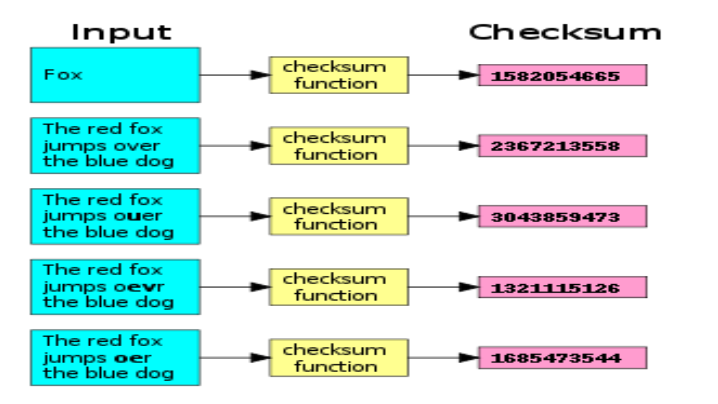 Input
Checksum
Fox
checksum
function
1582054665
The red fox
jumps over
the blue dog
checksum
function
2367213558
The red fox
jumps ouer
the blue dog
checksum
function
3043859473
The red fox
jumps oevr
the blue dog
checksum
function
1321115126
The red fox
jumps oer
the blue dog
checksum
function
1685473544